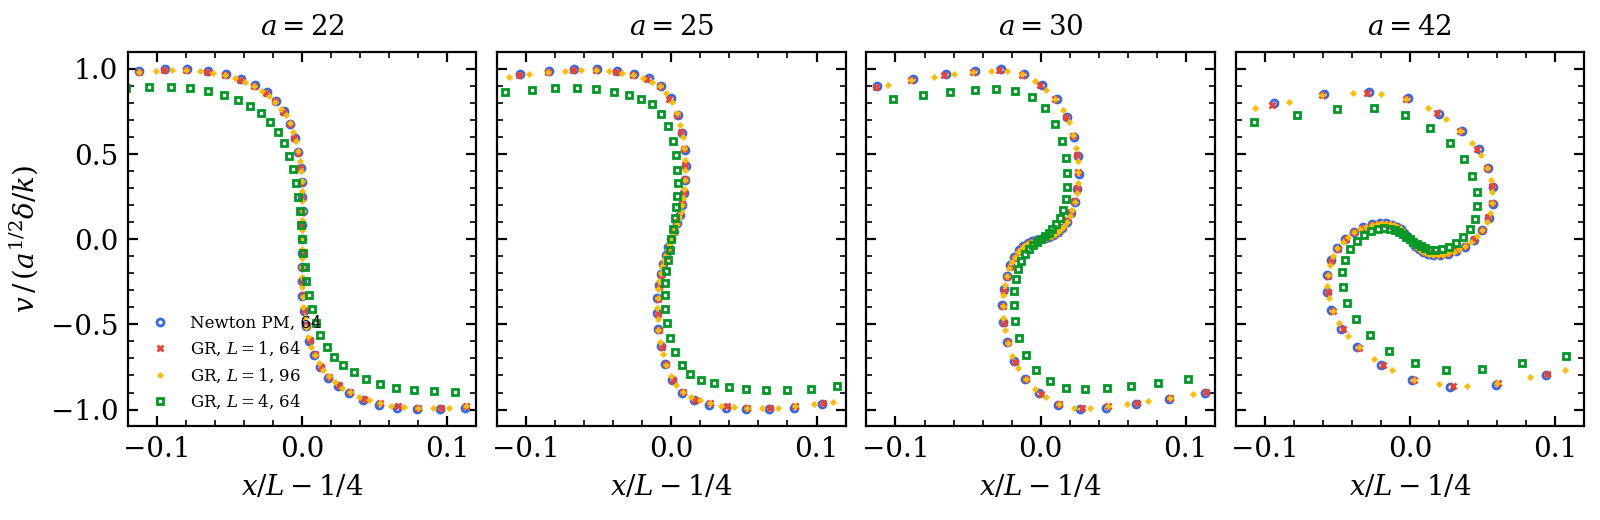 a = 22
a = 25
a = 30
a = 42
v / (a^{1/2}δ/k)
1.0
0.5
0.0
−0.5
−1.0
Newton PM, 64
GR, L = 1, 64
GR, L = 1, 96
GR, L = 4, 64
−0.1 0.0 0.1
−0.1 0.0 0.1
−0.1 0.0 0.1
−0.1 0.0 0.1
x/L − 1/4
x/L − 1/4
x/L − 1/4
x/L − 1/4